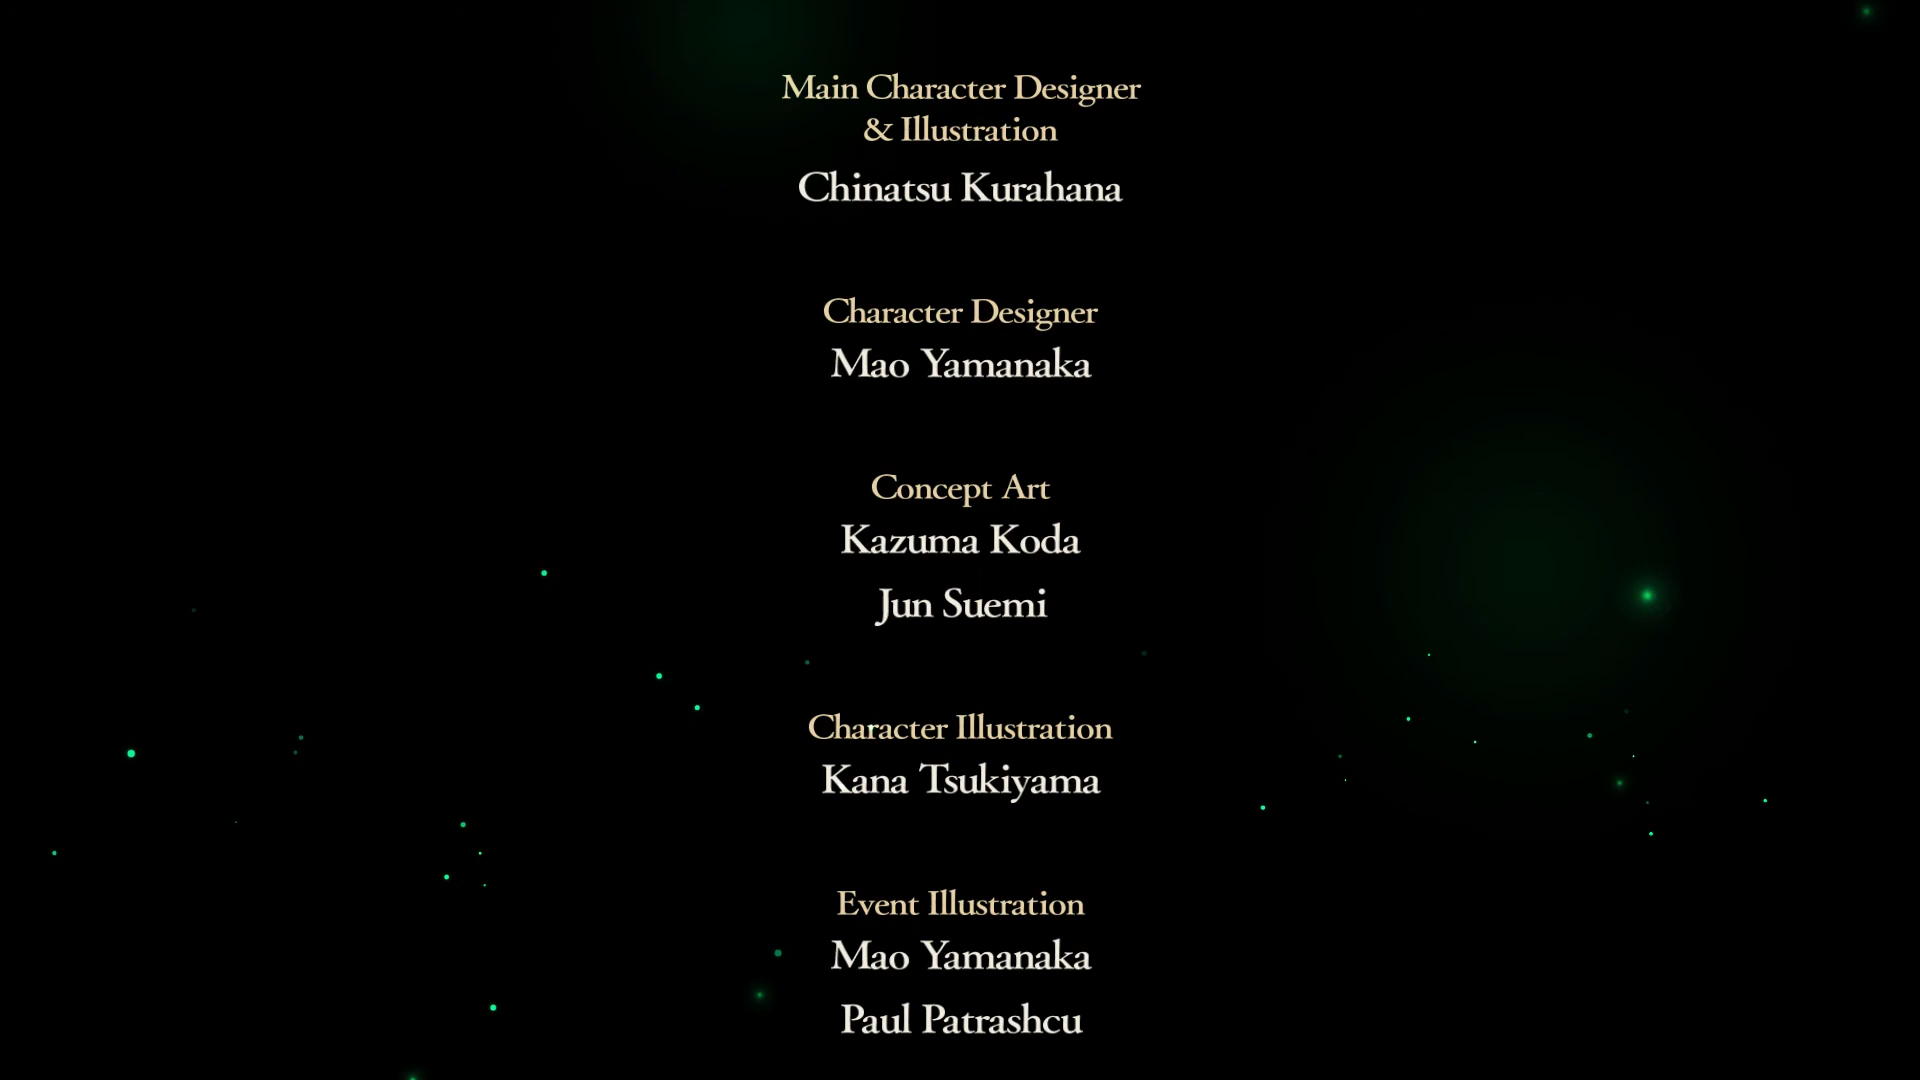 Main Character Designer
& Illustration
Chinatsu Kurahana
Character Designer
Mao Yamanaka
Concept Art
Kazuma Koda
Jun Suemi
Character Illustration
Kana Tsukiyama
Event Illustration
Mao Yamanaka
Paul Patrashcu